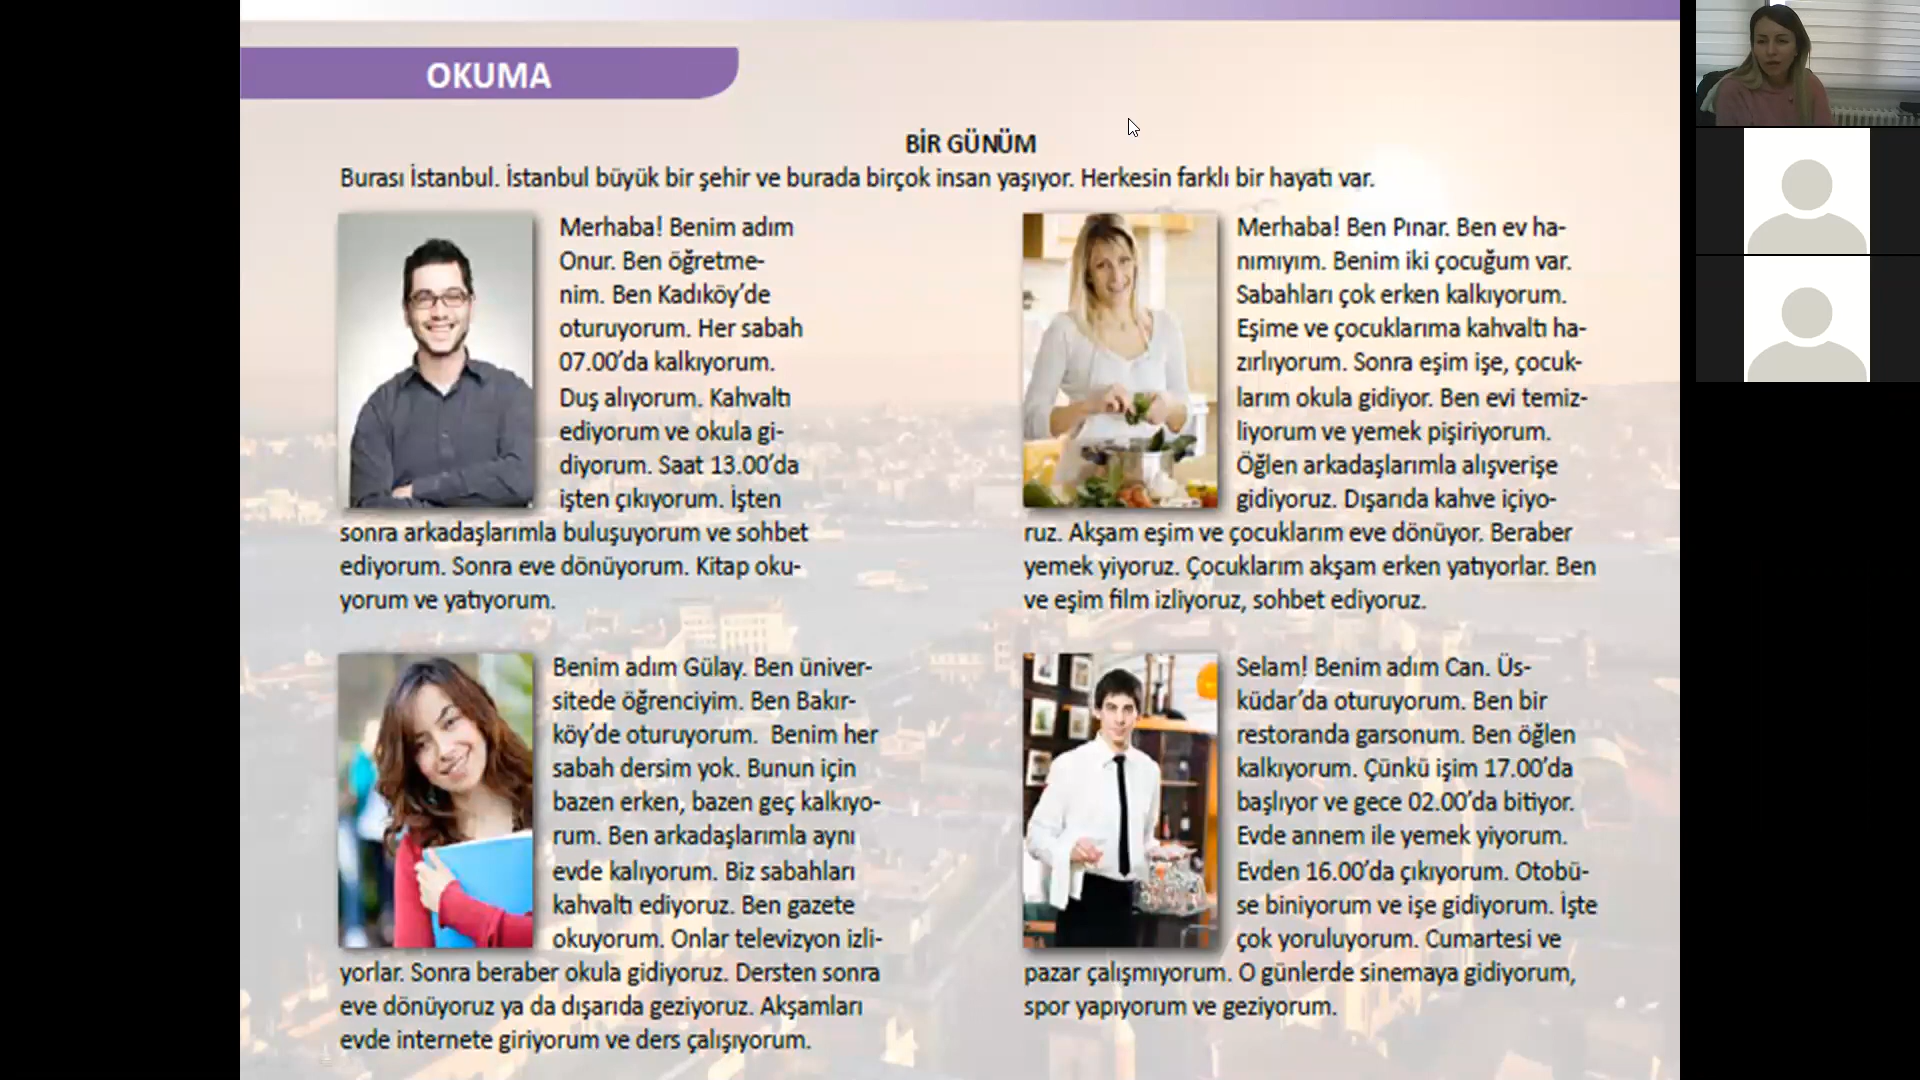 OKUMA
BİR GÜNÜM
Burası İstanbul. İstanbul büyük bir şehir ve burada birçok insan yaşıyor. Herkesin farklı bir hayatı var.
Merhaba! Benim adım
Onur. Ben öğretme-
nim. Ben Kadıköy’de
oturuyorum. Her sabah
07.00’da kalkıyorum.
Duş alıyorum. Kahvaltı
ediyorum ve okula gi-
diyorum. Saat 13.00’da
işten çıkıyorum. İşten
sonra arkadaşlarımla buluşuyorum ve sohbet
ediyorum. Sonra eve dönüyorum. Kitap oku-
yorum ve yatıyorum.
Merhaba! Ben Pınar. Ben ev ha-
nımıyım. Benim iki çocuğum var.
Sabahları çok erken kalkıyorum.
Eşime ve çocuklarıma kahvaltı ha-
zırlıyorum. Sonra eşim işe, çocuk-
larım okula gidiyor. Ben evi temiz-
liyorum ve yemek pişiriyorum.
Öğlen arkadaşlarımla alışverişe
gidiyoruz. Dışarıda kahve içiyo-
ruz. Akşam eşim ve çocuklarım eve dönüyor. Beraber
yemek yiyoruz. Çocuklarım akşam erken yatıyorlar. Ben
ve eşim film izliyoruz, sohbet ediyoruz.
Benim adım Gülay. Ben üniver-
sitede öğrenciyim. Ben Bakır-
köy’de oturuyorum. Benim her
sabah dersim yok. Bunun için
bazen erken, bazen geç kalkıyo-
rum. Ben arkadaşlarımla aynı
evde kalıyorum. Biz sabahları
kahvaltı ediyoruz. Ben gazete
okuyorum. Onlar televizyon izli-
yorlar. Sonra beraber okula gidiyoruz. Dersten sonra
eve dönüyoruz ya da dışarıda geziyoruz. Akşamları
evde internete giriyorum ve ders çalışıyorum.
Selam! Benim adım Can. Üs-
küdar’da oturuyorum. Ben bir
restoranda garsonum. Ben öğlen
kalkıyorum. Çünkü işim 17.00’da
başlıyor ve gece 02.00’da bitiyor.
Evde annem ile yemek yiyorum.
Evden 16.00’da çıkıyorum. Otobü-
se biniyorum ve işe gidiyorum. İşte
çok yoruluyorum. Cumartesi ve
pazar çalışmıyorum. O günlerde sinemaya gidiyorum,
spor yapıyorum ve geziyorum.